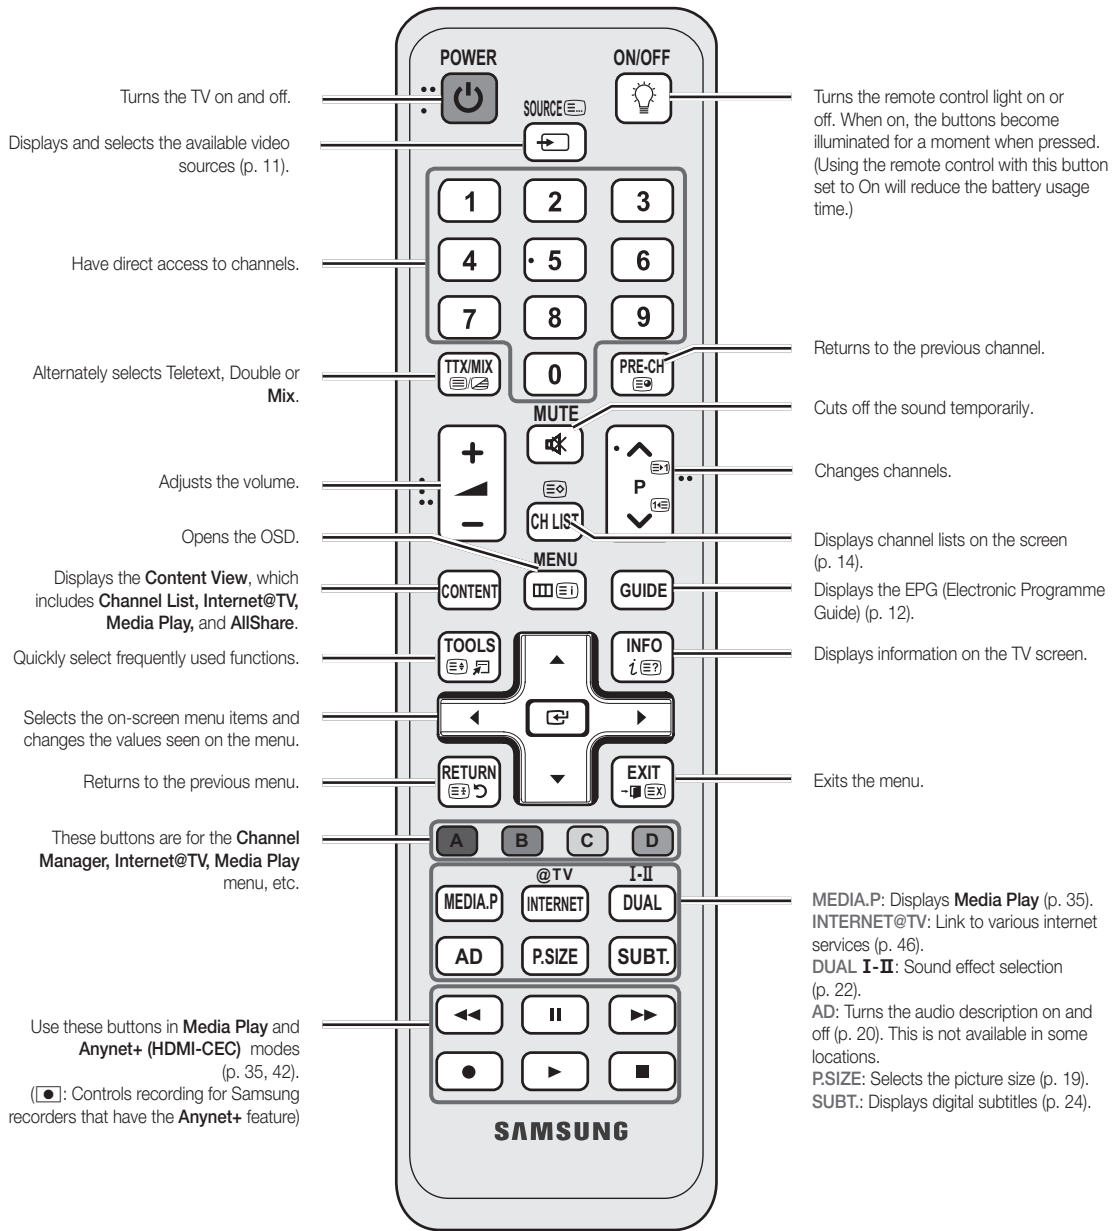 POWER
ON/OFF
Turns the TV on and off.
SOURCE
Displays and selects the available video
sources (p. 11).
Turns the remote control light on or
off. When on, the buttons become
illuminated for a moment when pressed.
(Using the remote control with this button
set to On will reduce the battery usage
time.)
1 2 3
Have direct access to channels.
4 5 6
7 8 9
Alternately selects Teletext, Double or
Mix.
TTX/MIX
0
PRE-CH
Returns to the previous channel.
MUTE
Cuts off the sound temporarily.
Adjusts the volume.
+
−
P
Changes channels.
CH LIST
Displays channel lists on the screen
(p. 14).
Opens the OSD.
MENU
Displays the Content View, which
includes Channel List, Internet@TV,
Media Play, and AllShare.
CONTENT
GUIDE
Displays the EPG (Electronic Programme
Guide) (p. 12).
Quickly select frequently used functions.
TOOLS
INFO
Displays information on the TV screen.
Selects the on-screen menu items and
changes the values seen on the menu.
Returns to the previous menu.
RETURN
EXIT
Exits the menu.
These buttons are for the Channel
Manager, Internet@TV, Media Play
menu, etc.
A B C D
@TV
I-II
MEDIA.P INTERNET DUAL
AD P.SIZE SUBT.
MEDIA.P: Displays Media Play (p. 35).
INTERNET@TV: Link to various internet
services (p. 46).
DUAL I-II: Sound effect selection
(p. 22).
AD: Turns the audio description on and
off (p. 20). This is not available in some
locations.
P.SIZE: Selects the picture size (p. 19).
SUBT.: Displays digital subtitles (p. 24).
Use these buttons in Media Play and
Anynet+ (HDMI-CEC) modes
(p. 35, 42).
(: Controls recording for Samsung
recorders that have the Anynet+ feature)
SAMSUNG